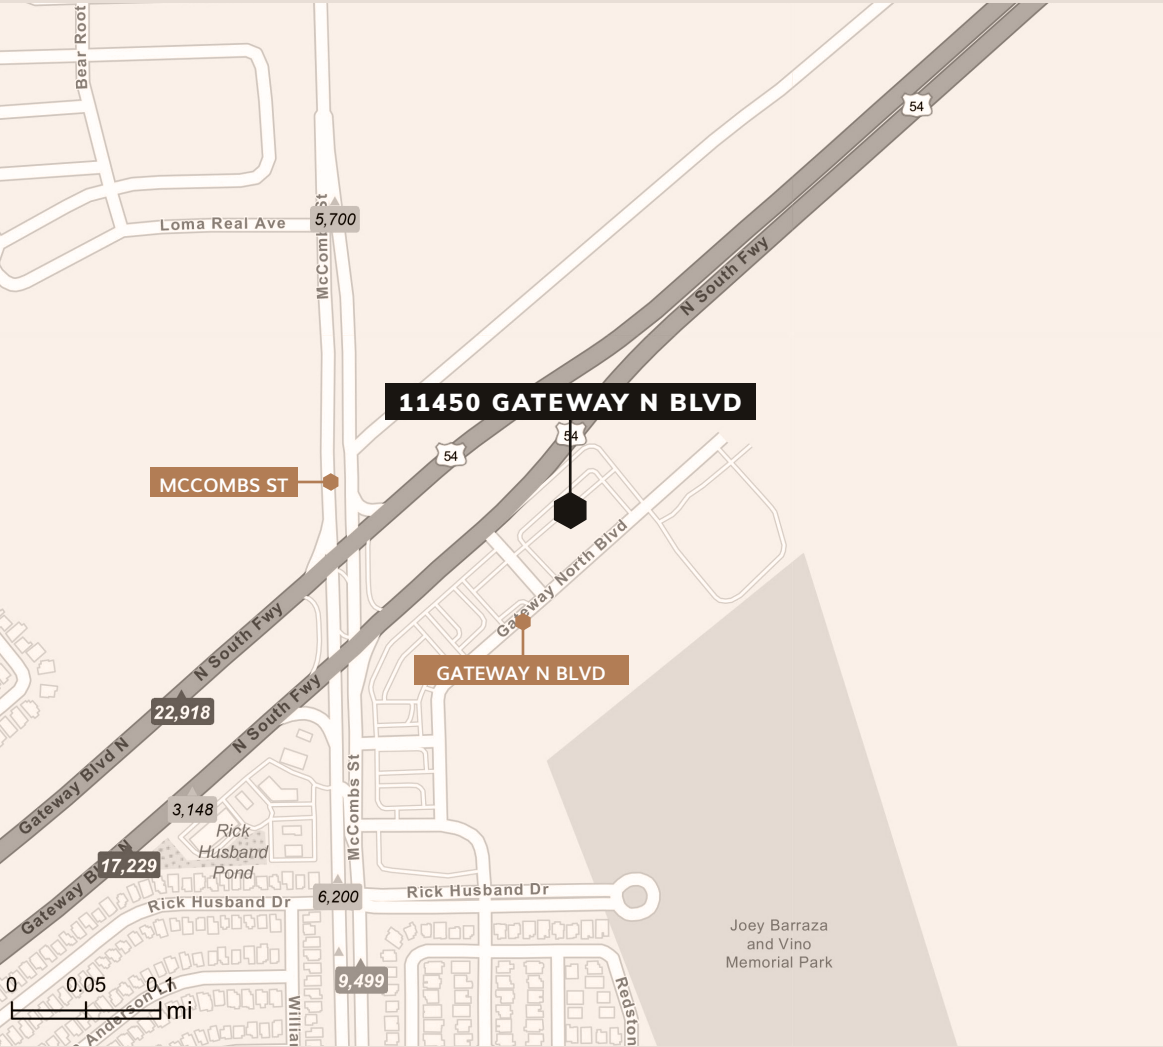 Bear Root
54
Loma Real Ave
5,700
McCombs St
N South Fwy
11450 GATEWAY N BLVD
54
54
MCCOMBS ST
Gateway North Blvd
N South Fwy
GATEWAY N BLVD
N South Fwy
22,918
Gateway Blvd N
McCombs St
3,148
Rick
Husband
Pond
17,229
Rick Husband Dr
6,200
Rick Husband Dr
Joey Barraza
and Vino
Memorial Park
9,499
0 0.05 0.1
mi
Anderson Ln